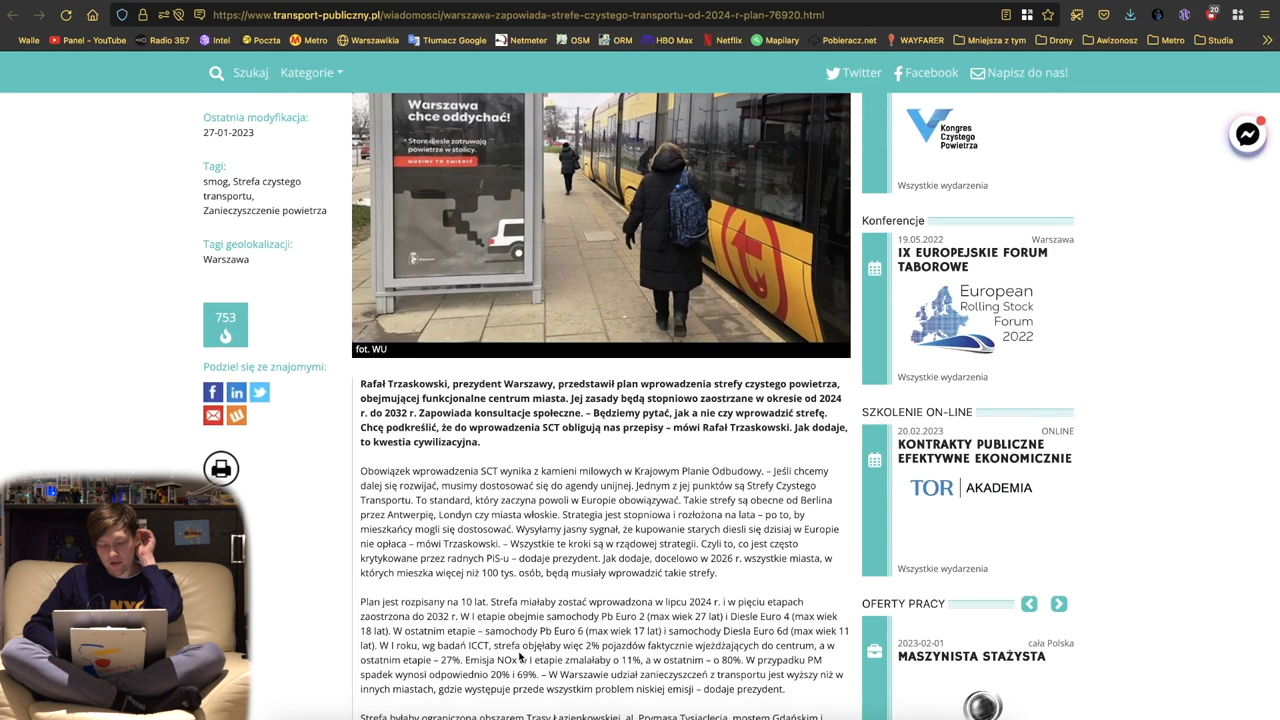 https://www.transport-publiczny.pl/wiadomosci/warszawa-zapowiada-strefe-czystego-transportu-od-2024-r-plan-76920.html
20
Walle
Panel - YouTube
Radio 357
Intel
Poczta
Metro
Warszawikia
Tłumacz Google
Netmeter
OSM
ORM
HBO Max
Netflix
Mapilary
Pobieracz.net
WAYFARER
Mniejsza z tym
Drony
Awizonosz
Metro
Studia
Szukaj
Kategorie
Twitter
Facebook
Napisz do nas!
Ostatnia modyfikacja:
27-01-2023
Tagi:
smog, Strefa czystego
transportu,
Zanieczyszczenie powietrza
Tagi geolokalizacji:
Warszawa
753
Podziel się ze znajomymi:
Warszawa
chce oddychać!
Stare diesle zatruwają
powietrze w stolicy.
MUSIMY TO ZMIENIĆ
fot. WU
Rafał Trzaskowski, prezydent Warszawy, przedstawił plan wprowadzenia strefy czystego powietrza,
obejmującej funkcjonalne centrum miasta. Jej zasady będą stopniowo zaostrzane w okresie od 2024
r. do 2032 r. Zapowiada konsultacje społeczne. – Będziemy pytać, jak a nie czy wprowadzić strefę.
Chcę podkreślić, że do wprowadzenia SCT obligują nas przepisy – mówi Rafał Trzaskowski. Jak dodaje,
to kwestia cywilizacyjna.
Obowiązek wprowadzenia SCT wynika z kamieni milowych w Krajowym Planie Odbudowy. – Jeśli chcemy
dalej się rozwijać, musimy dostosować się do agendy unijnej. Jednym z jej punktów są Strefy Czystego
Transportu. To standard, który zaczyna powoli w Europie obowiązywać. Takie strefy są obecne od Berlina
przez Antwerpię, Londyn czy miasta włoskie. Strategia jest stopniowa i rozłożona na lata – po to, by
mieszkańcy mogli się dostosować. Wysyłamy jasny sygnał, że kupowanie starych diesli się dzisiaj w Europie
nie opłaca – mówi Trzaskowski. – Wszystkie te kroki są w rządowej strategii. Czyli to, co jest często
krytykowane przez radnych PiS-u – dodaje prezydent. Jak dodaje, docelowo w 2026 r. wszystkie miasta, w
których mieszka więcej niż 100 tys. osób, będą musiały wprowadzić takie strefy.
Plan jest rozpisany na 10 lat. Strefa miałaby zostać wprowadzona w lipcu 2024 r. i w pięciu etapach
zaostrzona do 2032 r. W I etapie obejmie samochody Pb Euro 2 (max wiek 27 lat) i Diesle Euro 4 (max wiek
18 lat). W ostatnim etapie – samochody Pb Euro 6 (max wiek 17 lat) i samochody Diesla Euro 6d (max wiek 11
lat). W I roku, wg badań ICCT, strefa objęłaby więc 2% pojazdów faktycznie wjeżdżających do centrum, a w
ostatnim etapie – 27%. Emisja NOx w I etapie zmalałaby o 11%, a w ostatnim – o 80%. W przypadku PM
spadek wynosi odpowiednio 20% i 69%. – W Warszawie udział zanieczyszczeń z transportu jest wyższy niż w
innych miastach, gdzie występuje przede wszystkim problem niskiej emisji – dodaje prezydent.
Strefa byłaby ograniczona obszarem Trasy Łazienkowskiej, al. Prymasa Tysiąclecia, mostem Gdańskim i
Kongres
Czystego
Powietrza
Wszystkie wydarzenia
Konferencje
19.05.2022 Warszawa
IX EUROPEJSKIE FORUM
TABOROWE
European
Rolling Stock
Forum
2022
Wszystkie wydarzenia
SZKOLENIE ON-LINE
20.02.2023 ONLINE
KONTRAKTY PUBLICZNE
EFEKTYWNE EKONOMICZNIE
TOR AKADEMIA
Wszystkie wydarzenia
OFERTY PRACY
2023-02-01 cała Polska
MASZYNISTA STAŻYSTA